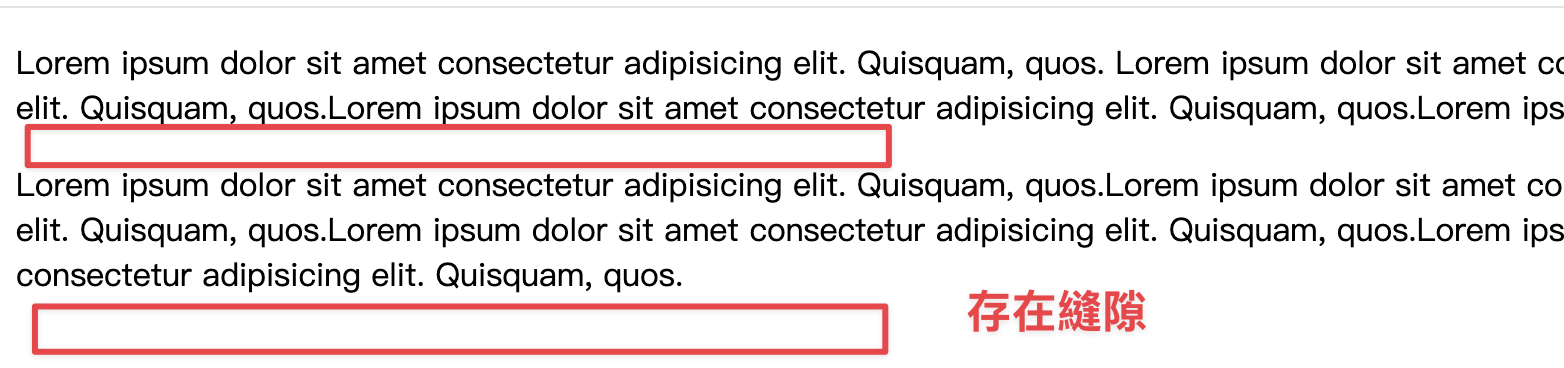 Lorem ipsum dolor sit amet consectetur adipisicing elit. Quisquam, quos. Lorem ipsum dolor sit amet co
elit. Quisquam, quos.Lorem ipsum dolor sit amet consectetur adipisicing elit. Quisquam, quos.Lorem ips
Lorem ipsum dolor sit amet consectetur adipisicing elit. Quisquam, quos.Lorem ipsum dolor sit amet co
elit. Quisquam, quos.Lorem ipsum dolor sit amet consectetur adipisicing elit. Quisquam, quos.Lorem ips
consectetur adipisicing elit. Quisquam, quos.
存在縫隙